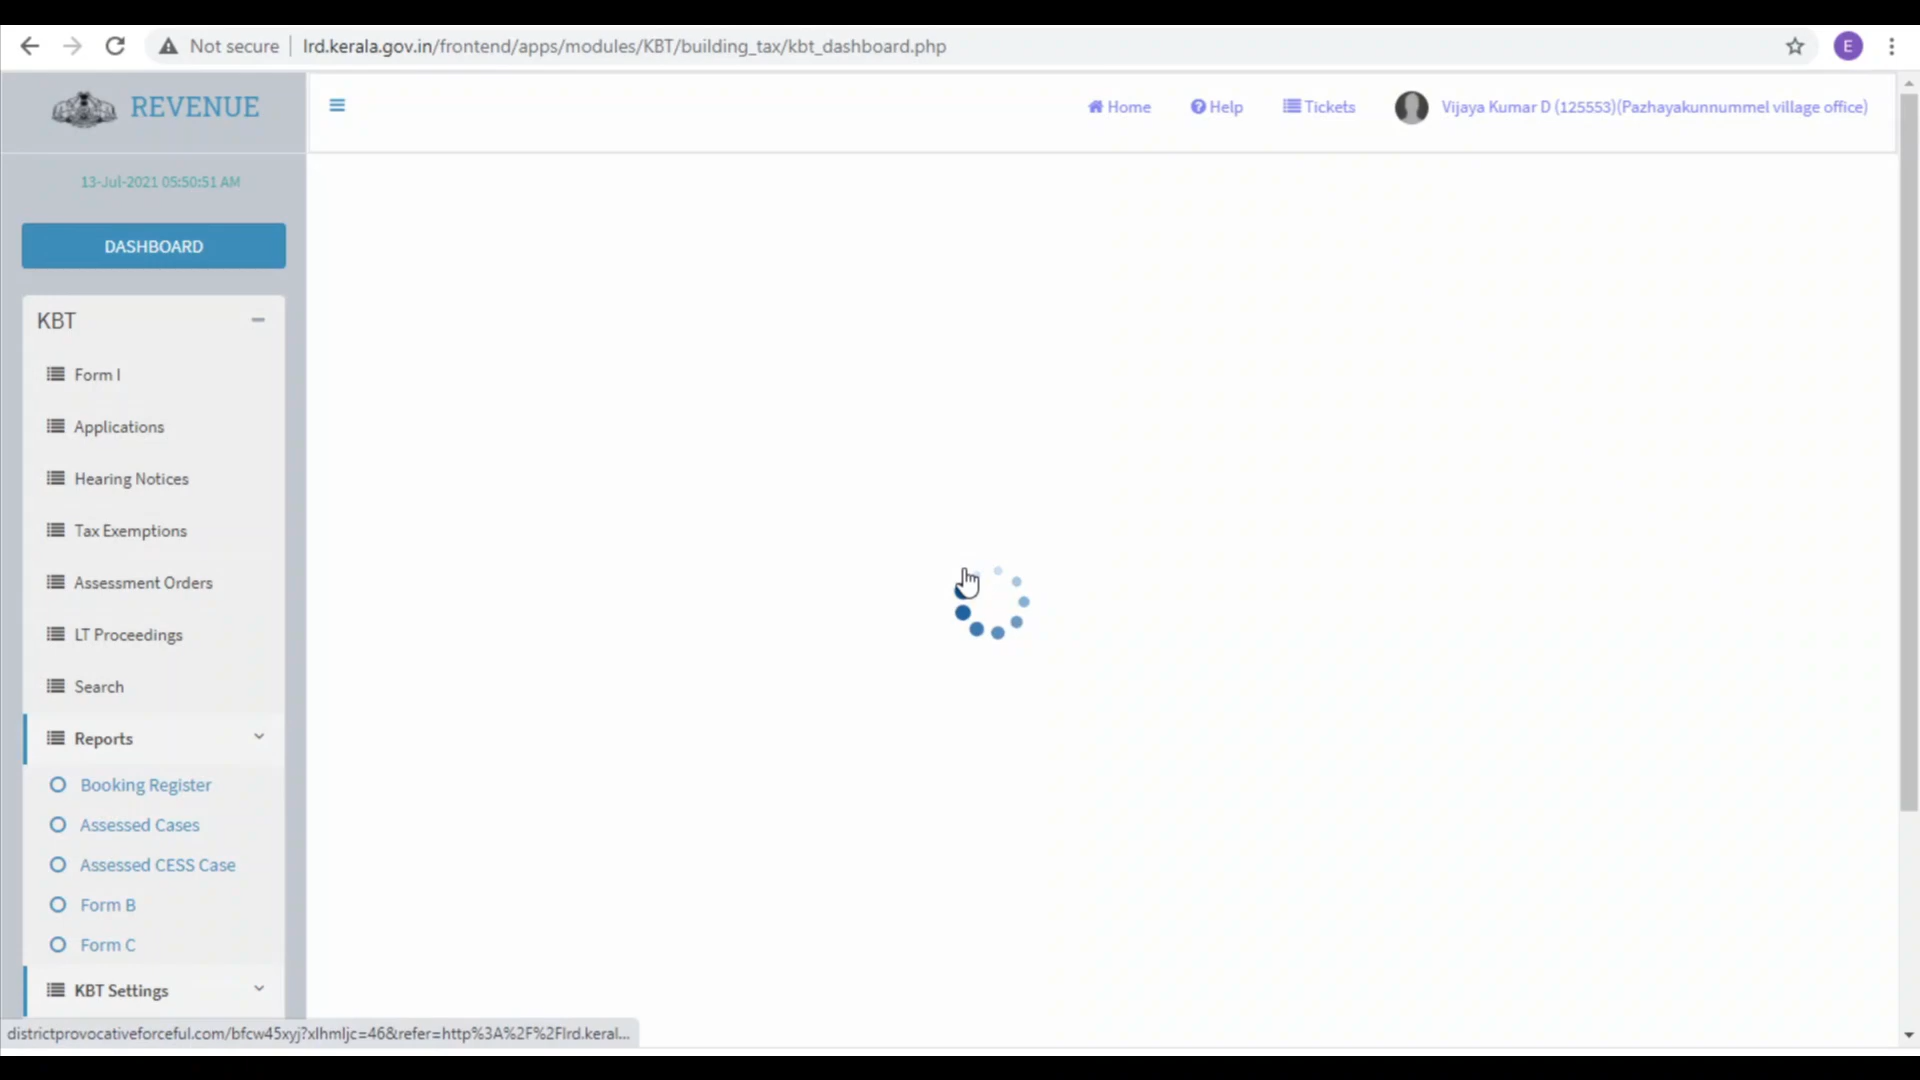 Not secure | lrd.kerala.gov.in/frontend/apps/modules/KBT/building_tax/kbt_dashboard.php
E
REVENUE
Home Help Tickets Vijaya Kumar D (125553)(Pazhayakunnummel village office)
13-Jul-2021 05:50:51 AM
DASHBOARD
KBT
Form I
Applications
Hearing Notices
Tax Exemptions
Assessment Orders
LT Proceedings
Search
Reports
Booking Register
Assessed Cases
Assessed CESS Case
Form B
Form C
KBT Settings
districtprovocativeforceful.com/bfcw45xyj?xlhmljc=46&refer=http%3A%2F%2Flrd.keral...